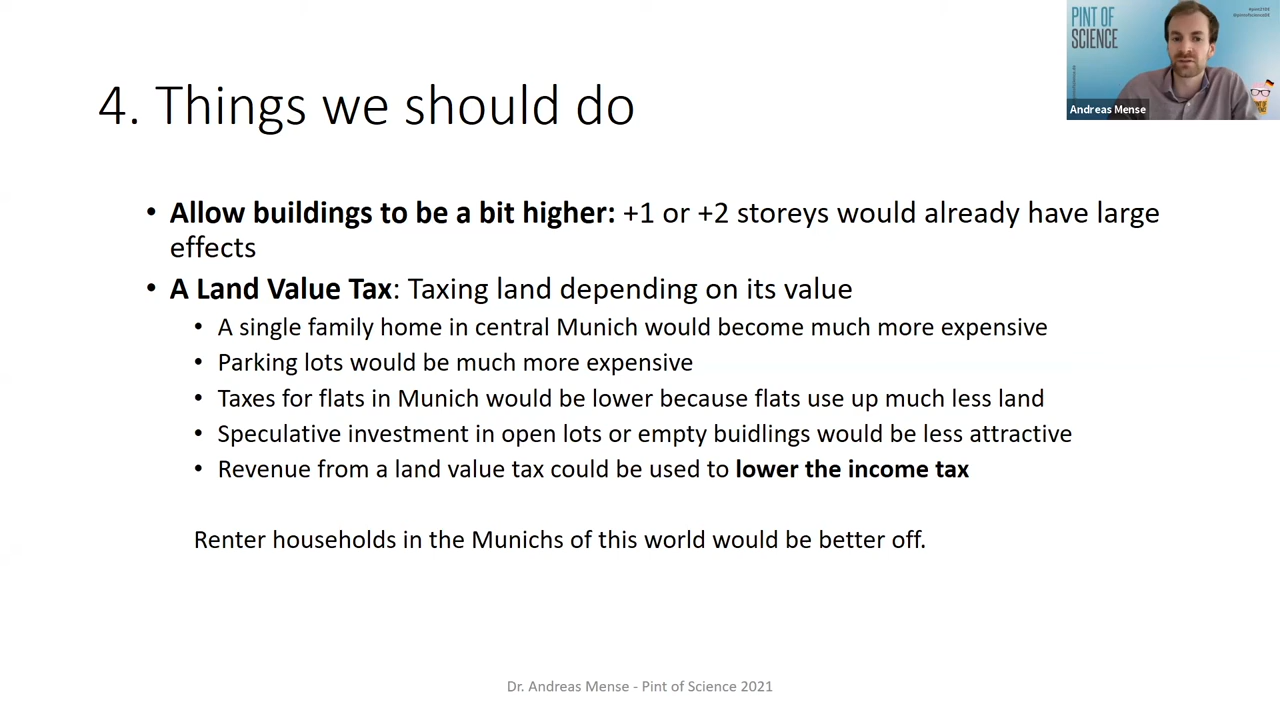 PINT OF
SCIENCE
Andreas Mense
4. Things we should do
• Allow buildings to be a bit higher: +1 or +2 storeys would already have large
effects
• A Land Value Tax: Taxing land depending on its value
• A single family home in central Munich would become much more expensive
• Parking lots would be much more expensive
• Taxes for flats in Munich would be lower because flats use up much less land
• Speculative investment in open lots or empty buidlings would be less attractive
• Revenue from a land value tax could be used to lower the income tax
Renter households in the Munichs of this world would be better off.
Dr. Andreas Mense - Pint of Science 2021